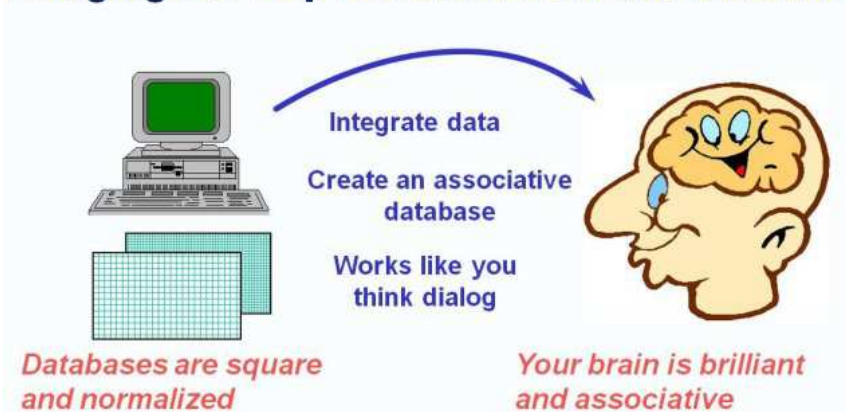 Integrate data
Create an associative
database
Works like you
think dialog
Databases are square
and normalized
Your brain is brilliant
and associative